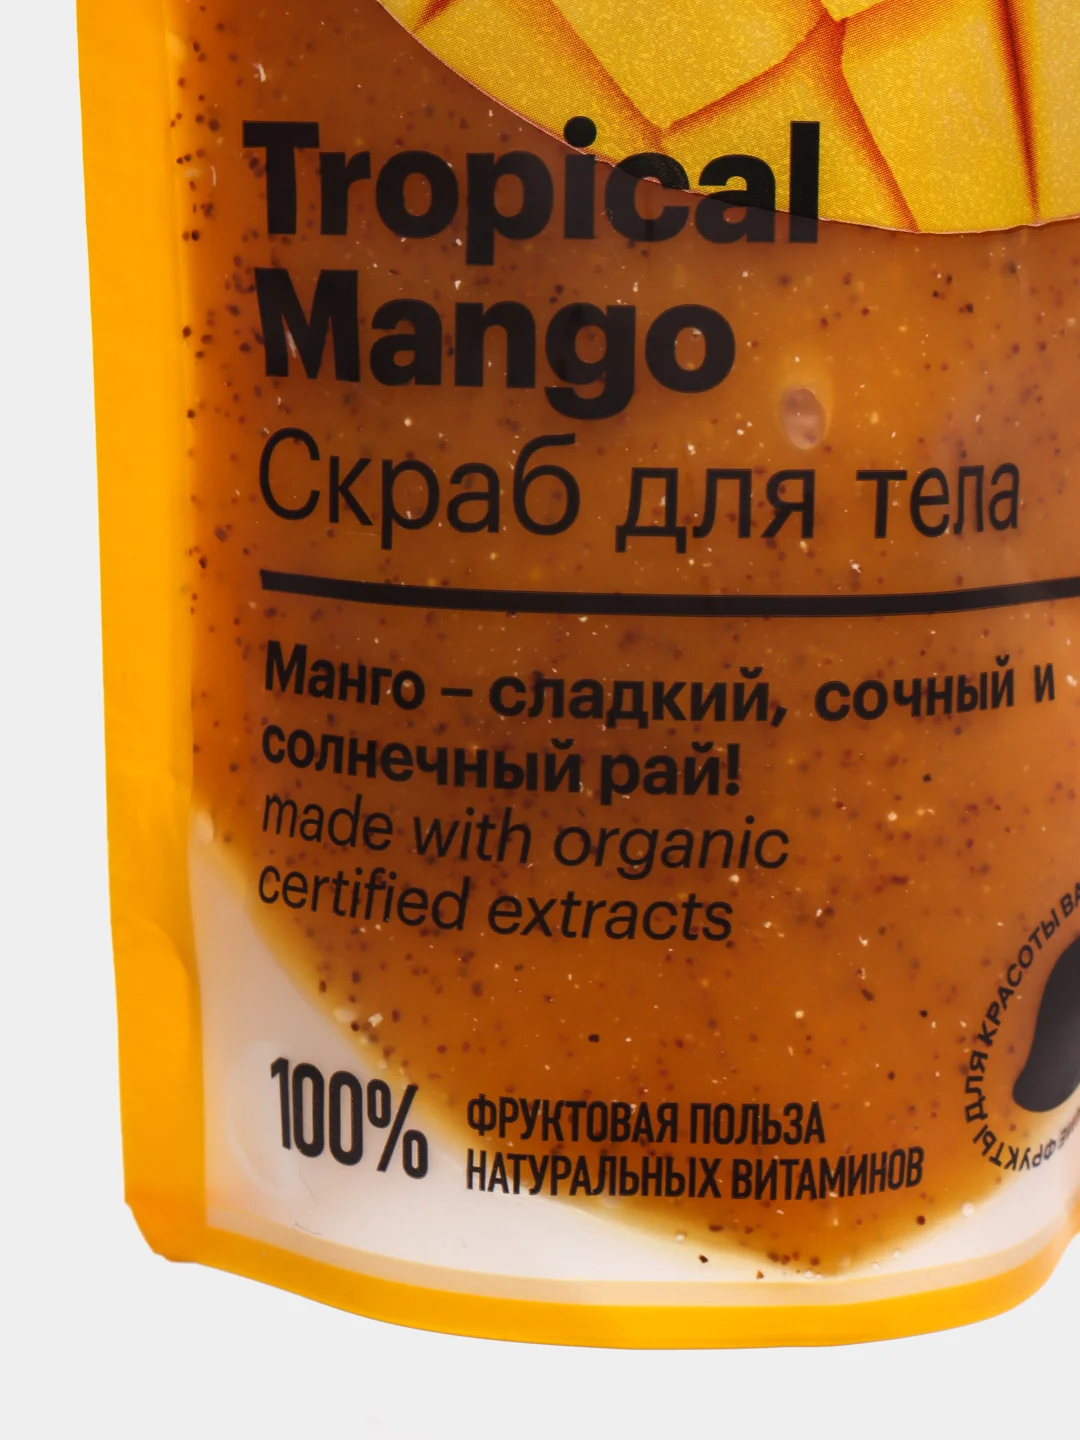 Tropical
Mango
Скраб для тела
Манго – сладкий, сочный и
солнечный рай!
made with organic
certified extracts
100%
ФРУКТОВАЯ ПОЛЬЗА
НАТУРАЛЬНЫХ ВИТАМИНОВ
ФРУКТЫ ДЛЯ КРАСОТЫ